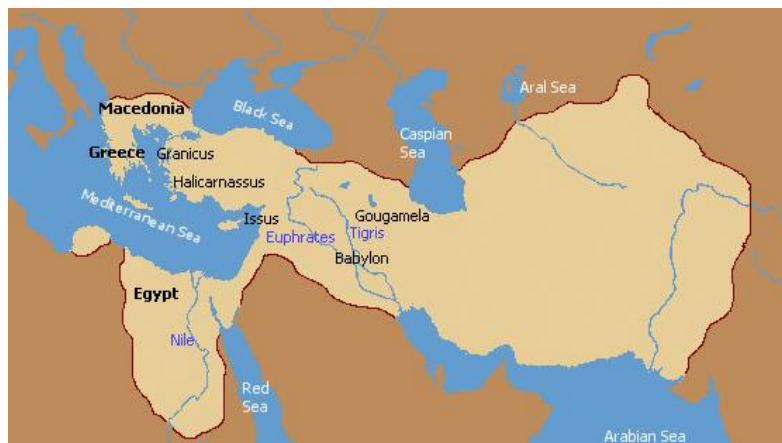 Macedonia
Black Sea
Aral Sea
Caspian
Sea
Greece
Granicus
Halicarnassus
Mediterranean Sea
Issus
Gougamela
Euphrates
Tigris
Babylon
Egypt
Nile
Red
Sea
Arabian Sea